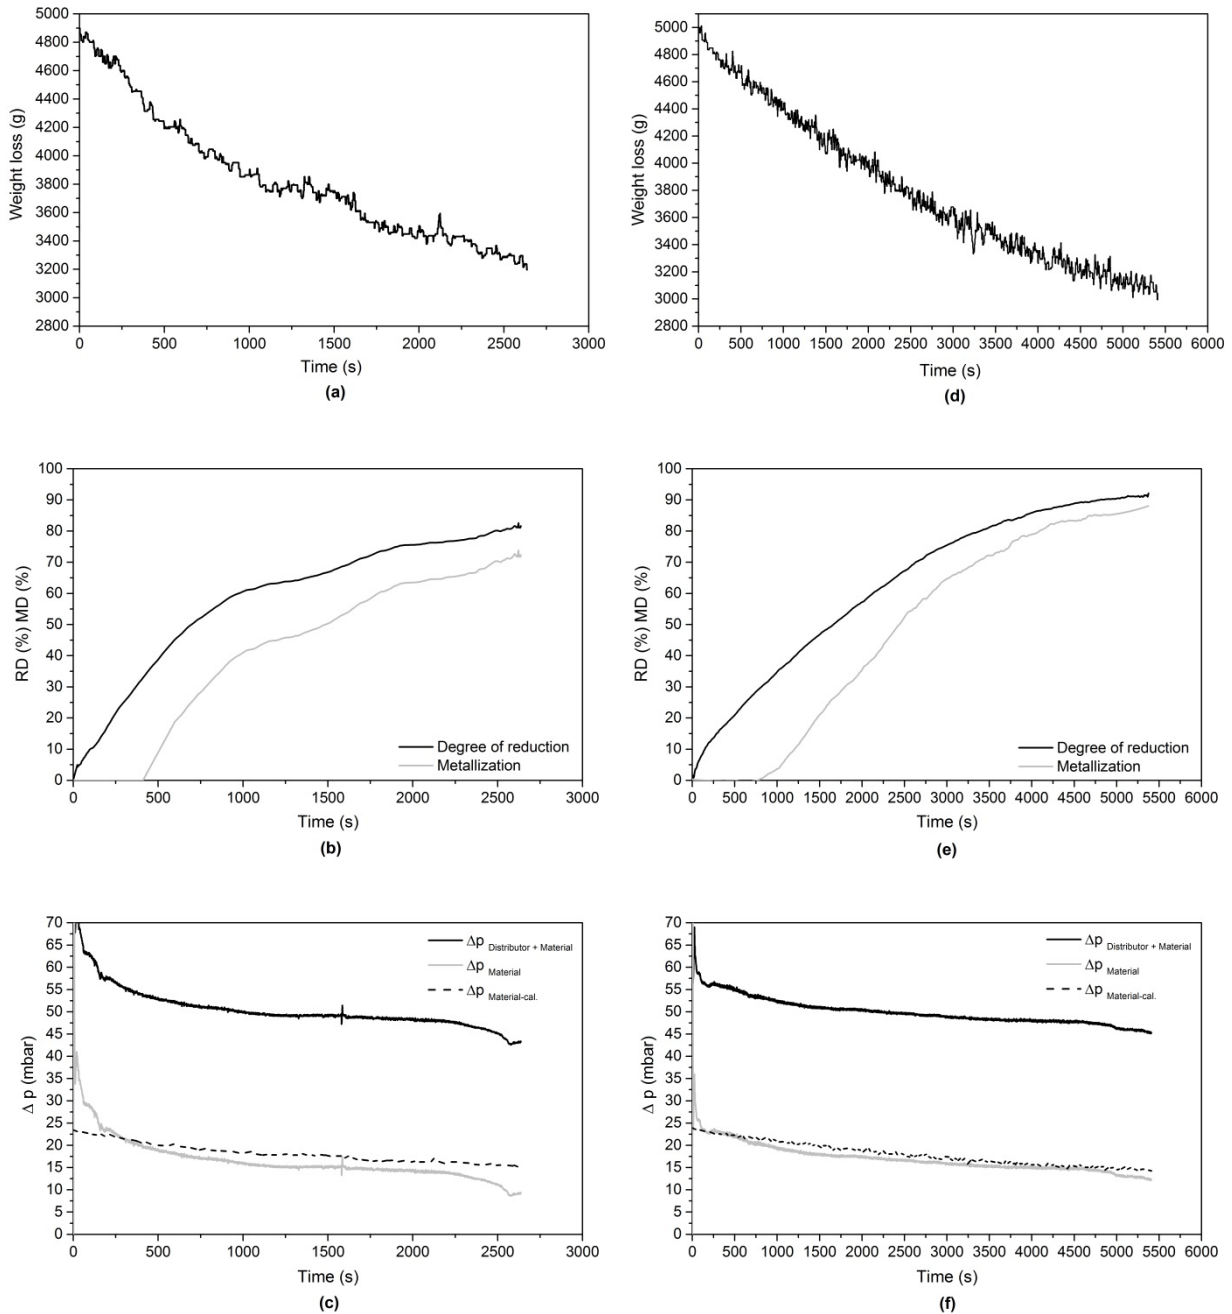 5000
4800
4600
4400
4200
4000
3800
3600
3400
3200
3000
2800
Weight loss (g)
0 500 1000 1500 2000 2500 3000
Time (s)
(a)
5000
4800
4600
4400
4200
4000
3800
3600
3400
3200
3000
2800
Weight loss (g)
0 500 1000 1500 2000 2500 3000 3500 4000 4500 5000 5500 6000
Time (s)
(d)
100
90
80
70
60
50
40
30
20
10
0
RD (%) MD (%)
Degree of reduction
Metallization
0 500 1000 1500 2000 2500 3000
Time (s)
(b)
100
90
80
70
60
50
40
30
20
10
0
RD (%) MD (%)
Degree of reduction
Metallization
0 500 1000 1500 2000 2500 3000 3500 4000 4500 5000 5500 6000
Time (s)
(e)
70
65
60
55
50
45
40
35
30
25
20
15
10
5
0
Δ p (mbar)
Δp Distributor + Material
Δp Material
Δp Material-cal.
0 500 1000 1500 2000 2500 3000
Time (s)
(c)
70
65
60
55
50
45
40
35
30
25
20
15
10
5
0
Δ p (mbar)
Δp Distributor + Material
Δp Material
Δp Material-cal.
0 500 1000 1500 2000 2500 3000 3500 4000 4500 5000 5500 6000
Time (s)
(f)